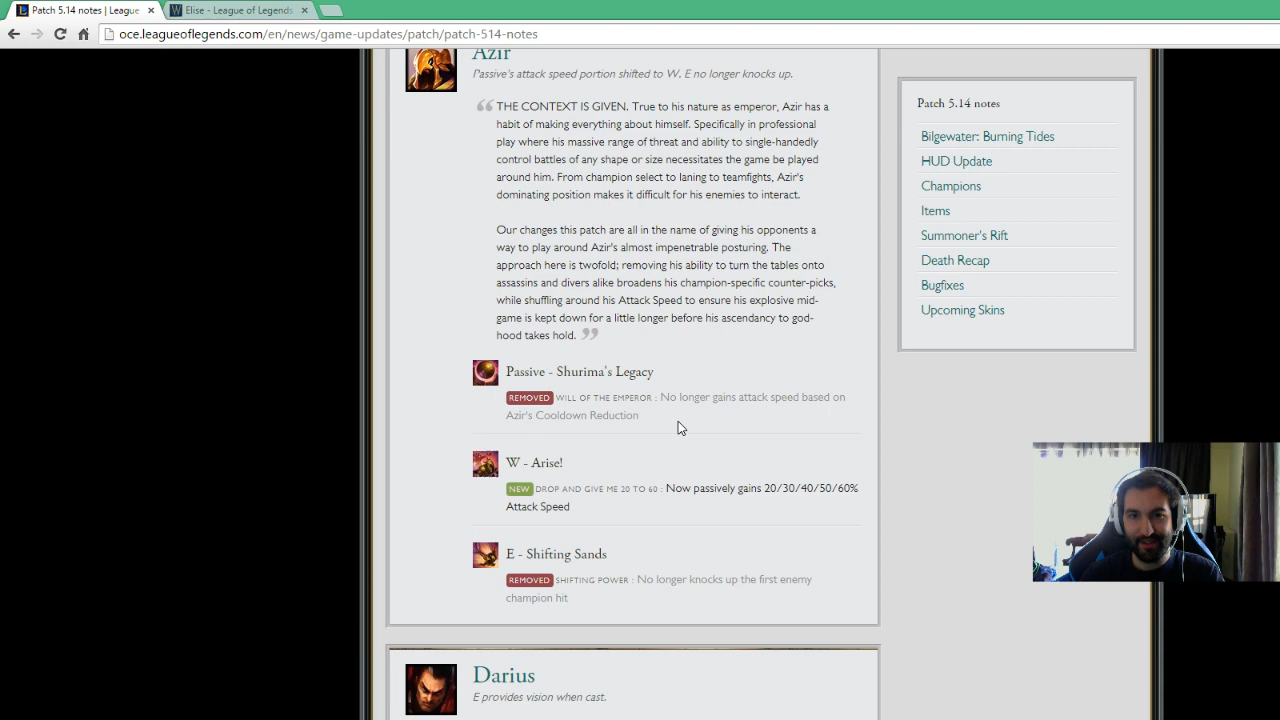 Patch 5.14 notes | League
Elise - League of Legends
oce.leagueoflegends.com/en/news/game-updates/patch/patch-514-notes
Azir
Passive's attack speed portion shifted to W. E no longer knocks up.
“ THE CONTEXT IS GIVEN. True to his nature as emperor, Azir has a
habit of making everything about himself. Specifically in professional
play where his massive range of threat and ability to single-handedly
control battles of any shape or size necessitates the game be played
around him. From champion select to laning to teamfights, Azir's
dominating position makes it difficult for his enemies to interact.
Our changes this patch are all in the name of giving his opponents a
way to play around Azir's almost impenetrable posturing. The
approach here is twofold; removing his ability to turn the tables onto
assassins and divers alike broadens his champion-specific counter-picks,
while shuffling around his Attack Speed to ensure his explosive mid-
game is kept down for a little longer before his ascendancy to god-
hood takes hold. ”
Passive - Shurima's Legacy
REMOVED WILL OF THE EMPEROR : No longer gains attack speed based on
Azir's Cooldown Reduction
W - Arise!
NEW DROP AND GIVE ME 20 TO 60 : Now passively gains 20/30/40/50/60%
Attack Speed
E - Shifting Sands
REMOVED SHIFTING POWER : No longer knocks up the first enemy
champion hit
Darius
E provides vision when cast.
Patch 5.14 notes
Bilgewater: Burning Tides
HUD Update
Champions
Items
Summoner's Rift
Death Recap
Bugfixes
Upcoming Skins